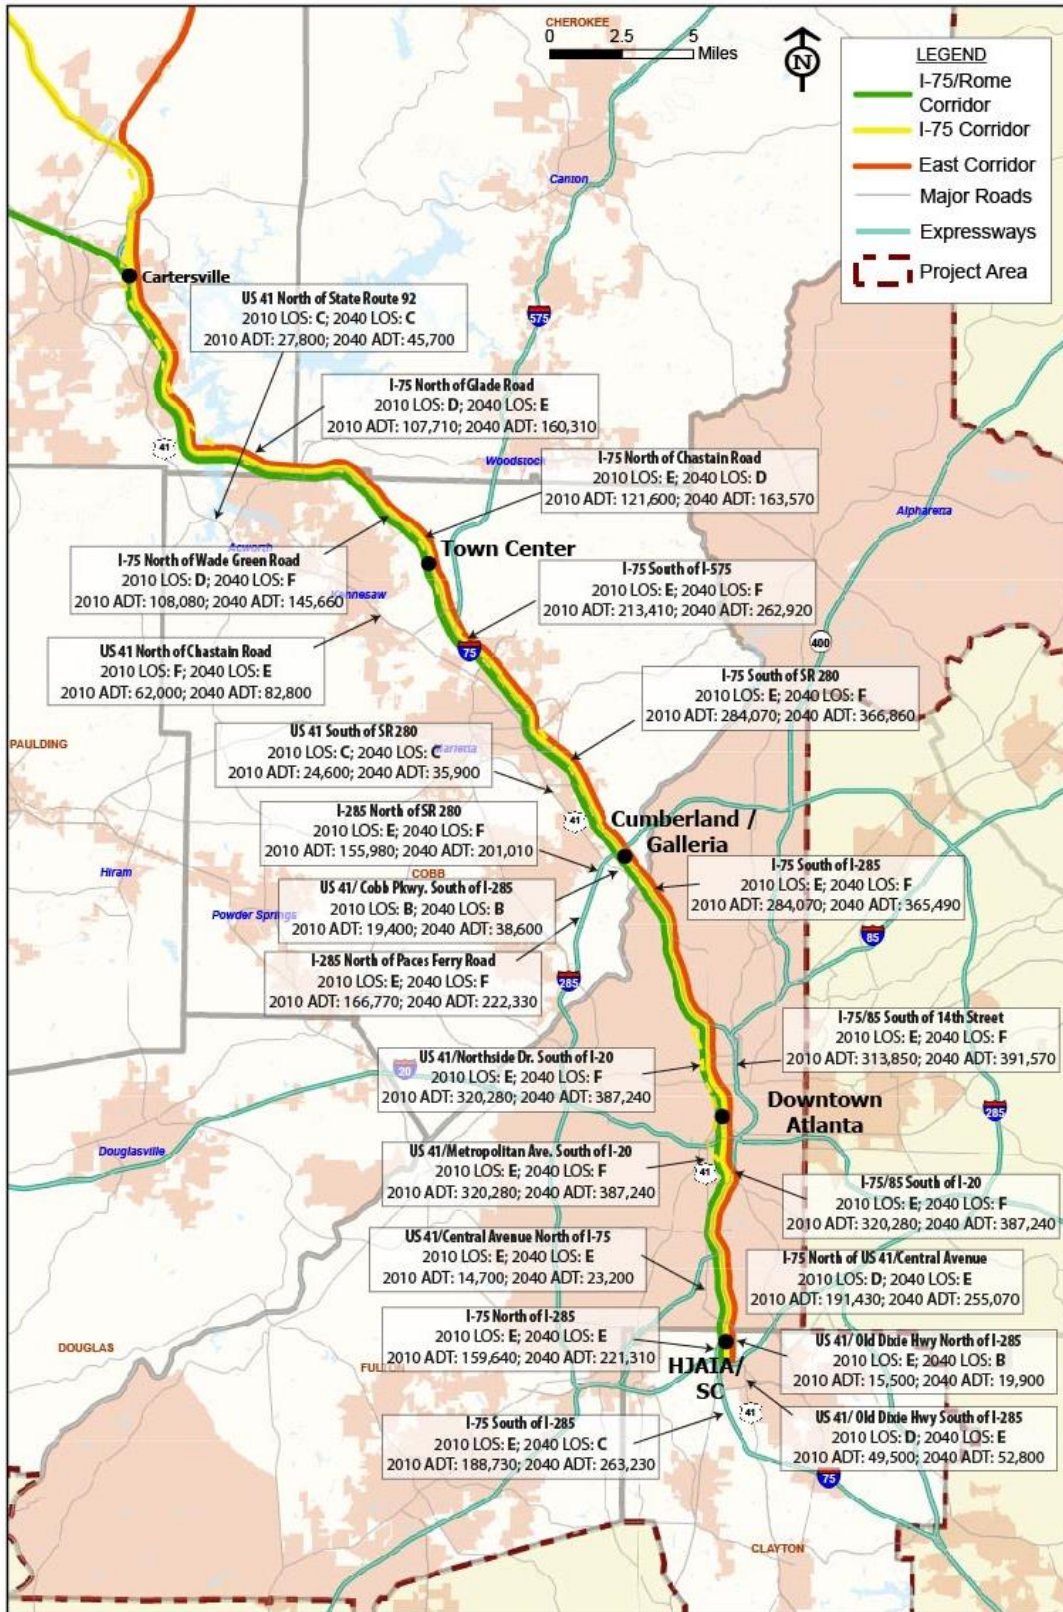 CHEROKEE
0 2.5 5
Miles
N
LEGEND
I-75/Rome
Corridor
I-75 Corridor
East Corridor
Major Roads
Expressways
Project Area
Canton
Cartersville
US 41 North of State Route 92
2010 LOS: C; 2040 LOS: C
2010 ADT: 27,800; 2040 ADT: 45,700
575
I-75 North of Glade Road
2010 LOS: D; 2040 LOS: E
2010 ADT: 107,710; 2040 ADT: 160,310
41
Woodstock
I-75 North of Chastain Road
2010 LOS: E; 2040 LOS: D
2010 ADT: 121,600; 2040 ADT: 163,570
Alpharetta
Acworth
Town Center
I-75 North of Wade Green Road
2010 LOS: D; 2040 LOS: F
2010 ADT: 108,080; 2040 ADT: 145,660
Kennesaw
I-75 South of I-575
2010 LOS: E; 2040 LOS: F
2010 ADT: 213,410; 2040 ADT: 262,920
400
75
US 41 North of Chastain Road
2010 LOS: F; 2040 LOS: E
2010 ADT: 62,000; 2040 ADT: 82,800
I-75 South of SR 280
2010 LOS: E; 2040 LOS: F
2010 ADT: 284,070; 2040 ADT: 366,860
PAULDING
US 41 South of SR280
2010 LOS: C; 2040 LOS: C
2010 ADT: 24,600; 2040 ADT: 35,900
Marietta
I-285 North of SR 280
2010 LOS: E; 2040 LOS: F
2010 ADT: 155,980; 2040 ADT: 201,010
41
Cumberland /
Galleria
Hiram
COBB
US 41/ Cobb Pkwy. South of I-285
2010 LOS: B; 2040 LOS: B
2010 ADT: 19,400; 2040 ADT: 38,600
Powder Springs
I-75 South of I-285
2010 LOS: E; 2040 LOS: F
2010 ADT: 284,070; 2040 ADT: 365,490
85
I-285 North of Paces Ferry Road
2010 LOS: E; 2040 LOS: F
2010 ADT: 166,770; 2040 ADT: 222,330
285
I-75/85 South of 14th Street
2010 LOS: E; 2040 LOS: F
2010 ADT: 313,850; 2040 ADT: 391,570
20
US 41/Northside Dr. South of I-20
2010 LOS: E; 2040 LOS: F
2010 ADT: 320,280; 2040 ADT: 387,240
Downtown
Atlanta
285
Douglasville
US 41/Metropolitan Ave. South of I-20
2010 LOS: E; 2040 LOS: F
2010 ADT: 320,280; 2040 ADT: 387,240
41
I-75/85 South of I-20
2010 LOS: E; 2040 LOS: F
2010 ADT: 320,280; 2040 ADT: 387,240
US 41/Central Avenue North of I-75
2010 LOS: E; 2040 LOS: E
2010 ADT: 14,700; 2040 ADT: 23,200
I-75 North of US 41/Central Avenue
2010 LOS: D; 2040 LOS: E
2010 ADT: 191,430; 2040 ADT: 255,070
I-75 North of I-285
2010 LOS: E; 2040 LOS: E
2010 ADT: 159,640; 2040 ADT: 221,310
DOUGLAS
FULTON
HJAIA/
SC
US 41/ Old Dixie Hwy North of I-285
2010 LOS: E; 2040 LOS: B
2010 ADT: 15,500; 2040 ADT: 19,900
41
I-75 South of I-285
2010 LOS: E; 2040 LOS: C
2010 ADT: 188,730; 2040 ADT: 263,230
US 41/ Old Dixie Hwy South of I-285
2010 LOS: D; 2040 LOS: E
2010 ADT: 49,500; 2040 ADT: 52,800
75
CLAYTON